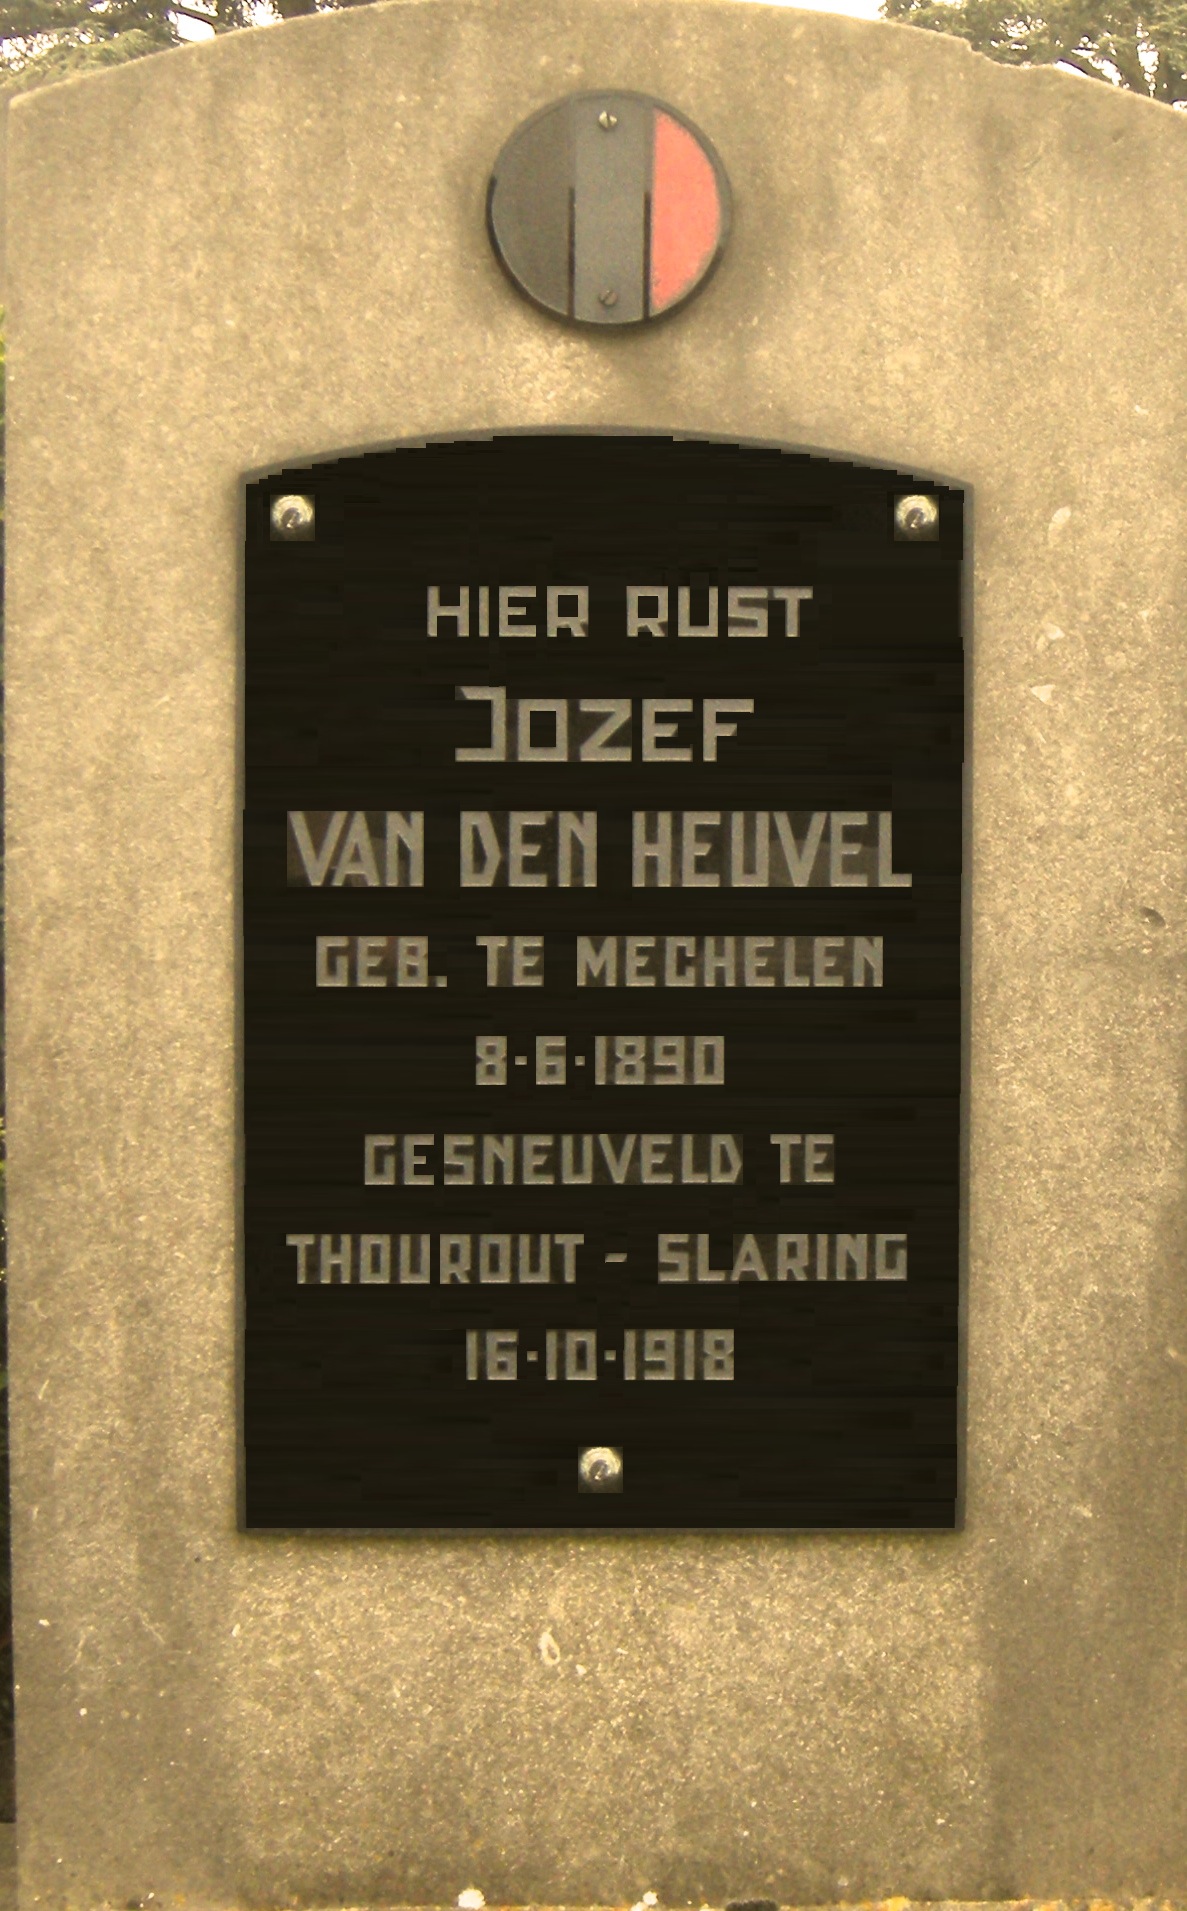 HIER RUST
JOZEF
VAN DEN HEUVEL
GEB. TE MECHELEN
8·6·1890
GESNEUVELD TE
THOUROUT - SLARING
16·10·1918